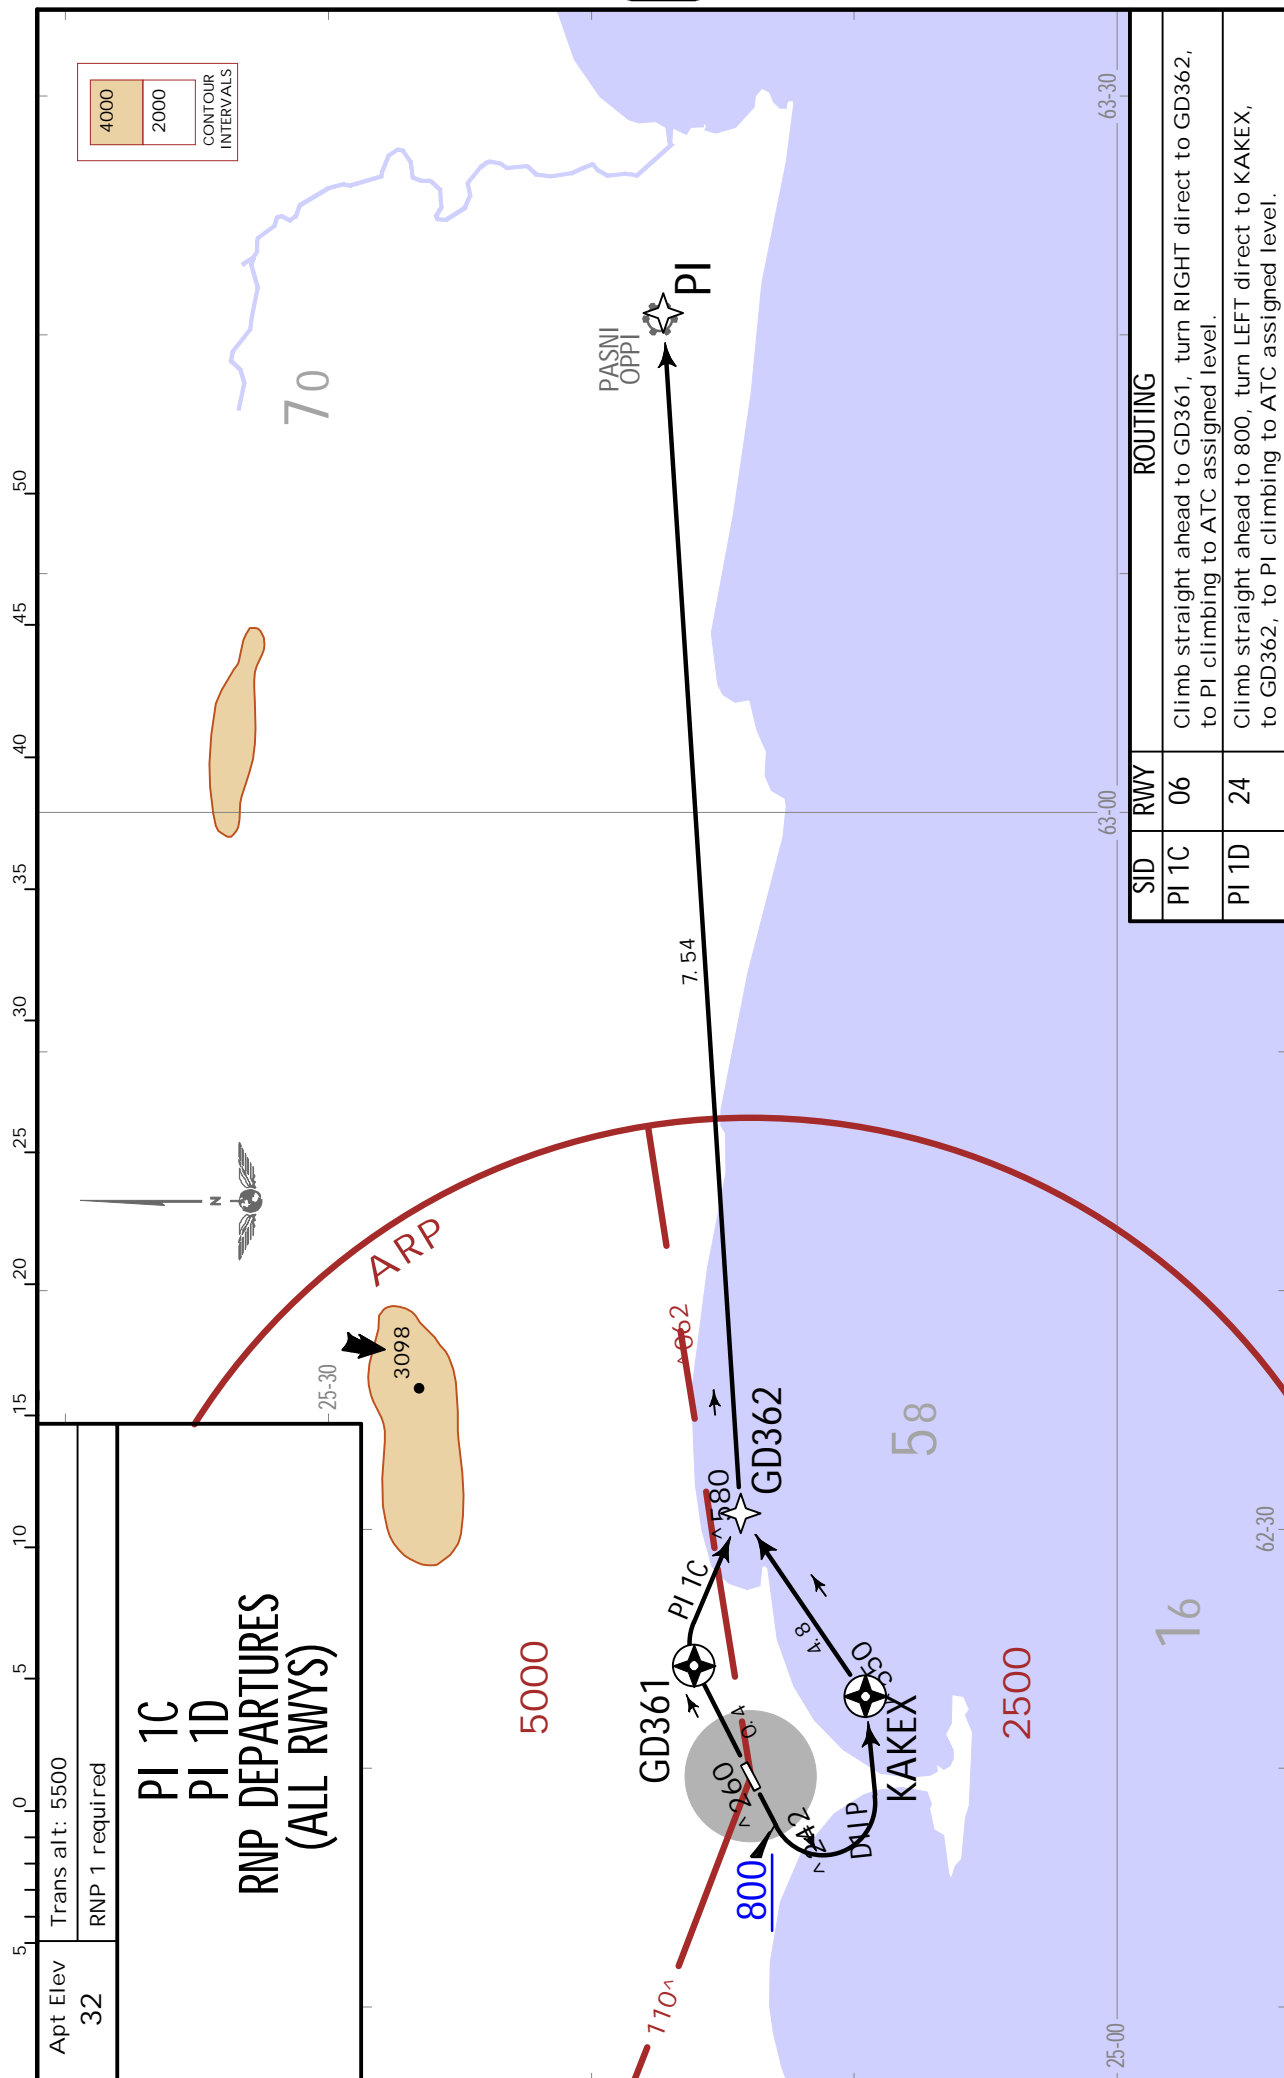 Apt Elev
32
Trans alt: 5500
RNP 1 required
PI 1C
PI 1D
RNP DEPARTURES
(ALL RWYS)
5
0
5
10
15
20
25
30
35
40
45
50
4000
2000
CONTOUR
INTERVALS
N
70
PASNI
OPPI
PI
25-30
3098
ARP
7.54
5000
GD361
PI 1C
GD362
58
4.8
KAKEX
2500
16
800
110^
25-00
62-30
63-00
63-30
SID RWY ROUTING
PI 1C 06 Climb straight ahead to GD361, turn RIGHT direct to GD362,
to PI climbing to ATC assigned level.
PI 1D 24 Climb straight ahead to 800, turn LEFT direct to KAKEX,
to GD362, to PI climbing to ATC assigned level.